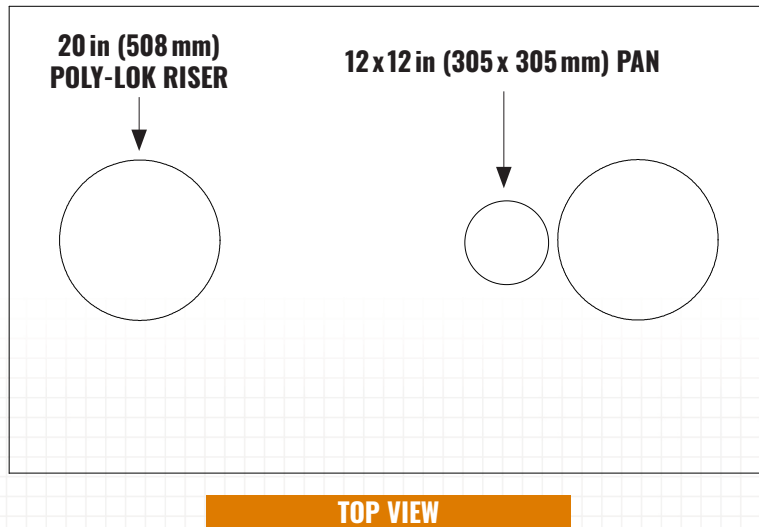 20 in (508 mm)
POLY-LOK RISER
12 x 12 in (305 x 305 mm) PAN
TOP VIEW